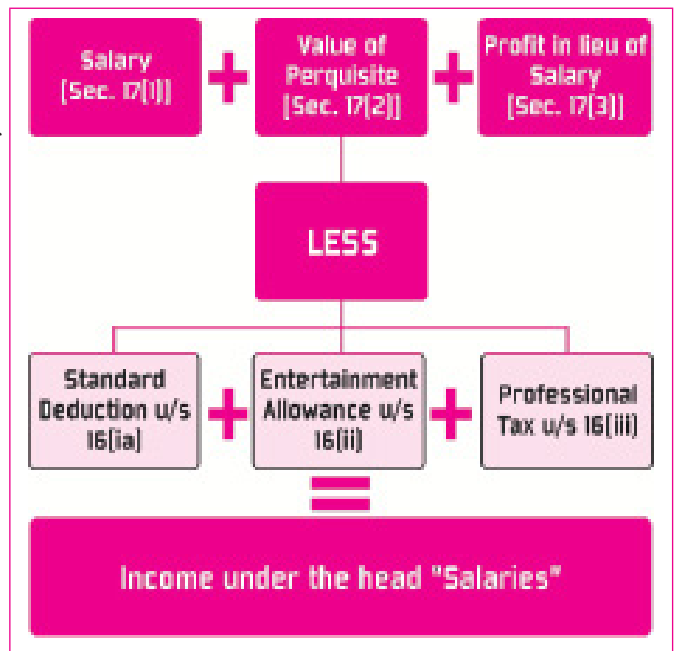 Salary
[Sec. 17(1)]
+
Value of
Perquisite
[Sec. 17(2)]
+
Profit in lieu of
Salary
[Sec. 17(3)]
LESS
Standard
Deduction u/s
16(ia)
+
Entertainment
Allowance u/s
16(ii)
+
Professional
Tax u/s 16(iii)
=
Income under the head "Salaries"